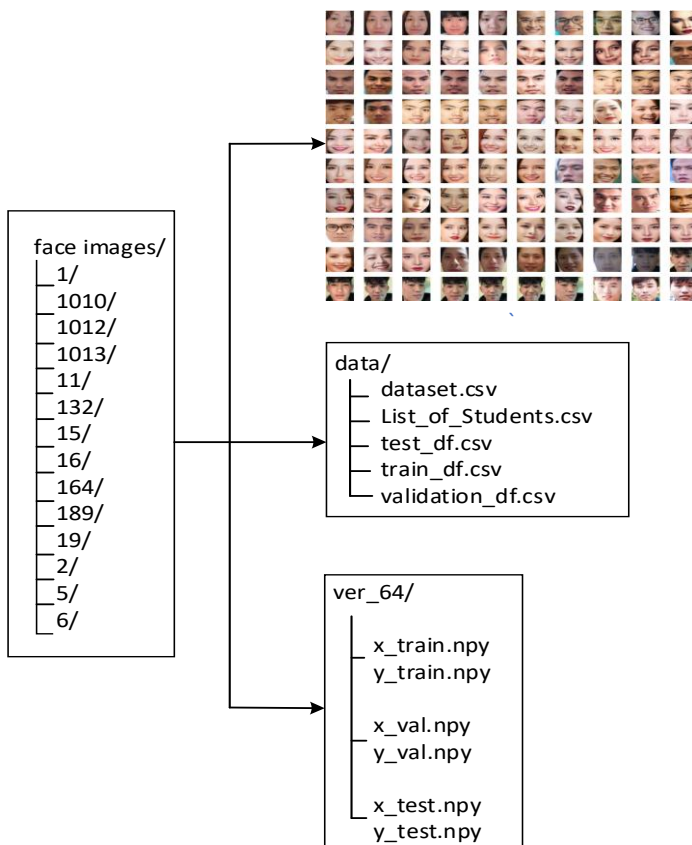 face images/
1/
1010/
1012/
1013/
11/
132/
15/
16/
164/
189/
19/
2/
5/
6/
data/
dataset.csv
List_of_Students.csv
test_df.csv
train_df.csv
validation_df.csv
ver_64/
x_train.npy
y_train.npy
x_val.npy
y_val.npy
x_test.npy
y_test.npy